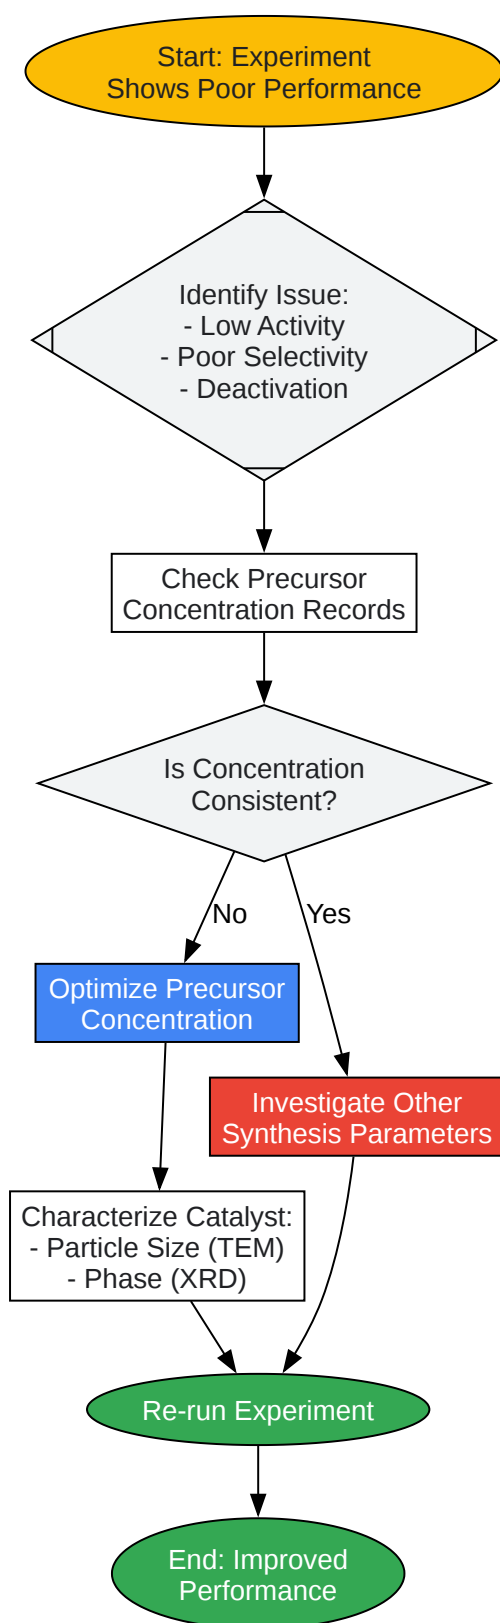 Start: Experiment
Shows Poor Performance
Identify Issue:
- Low Activity
- Poor Selectivity
- Deactivation
Check Precursor
Concentration Records
Is Concentration
Consistent?
No
Yes
Optimize Precursor
Concentration
Investigate Other
Synthesis Parameters
Characterize Catalyst:
- Particle Size (TEM)
- Phase (XRD)
Re-run Experiment
End: Improved
Performance